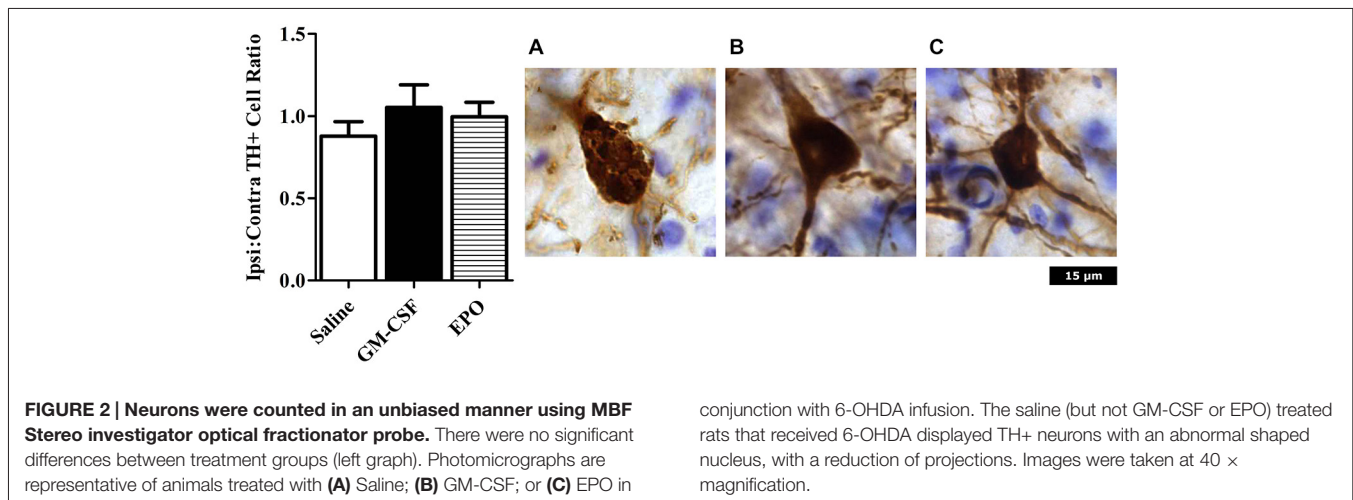 1.5
1.0
0.5
0.0
Ipsi:Contra TH+ Cell Ratio
Saline
GM-CSF
EPO
A
B
C
15 µm
FIGURE 2 | Neurons were counted in an unbiased manner using MBF
Stereo investigator optical fractionator probe. There were no significant
differences between treatment groups (left graph). Photomicrographs are
representative of animals treated with (A) Saline; (B) GM-CSF; or (C) EPO in
conjunction with 6-OHDA infusion. The saline (but not GM-CSF or EPO) treated
rats that received 6-OHDA displayed TH+ neurons with an abnormal shaped
nucleus, with a reduction of projections. Images were taken at 40 ×
magnification.